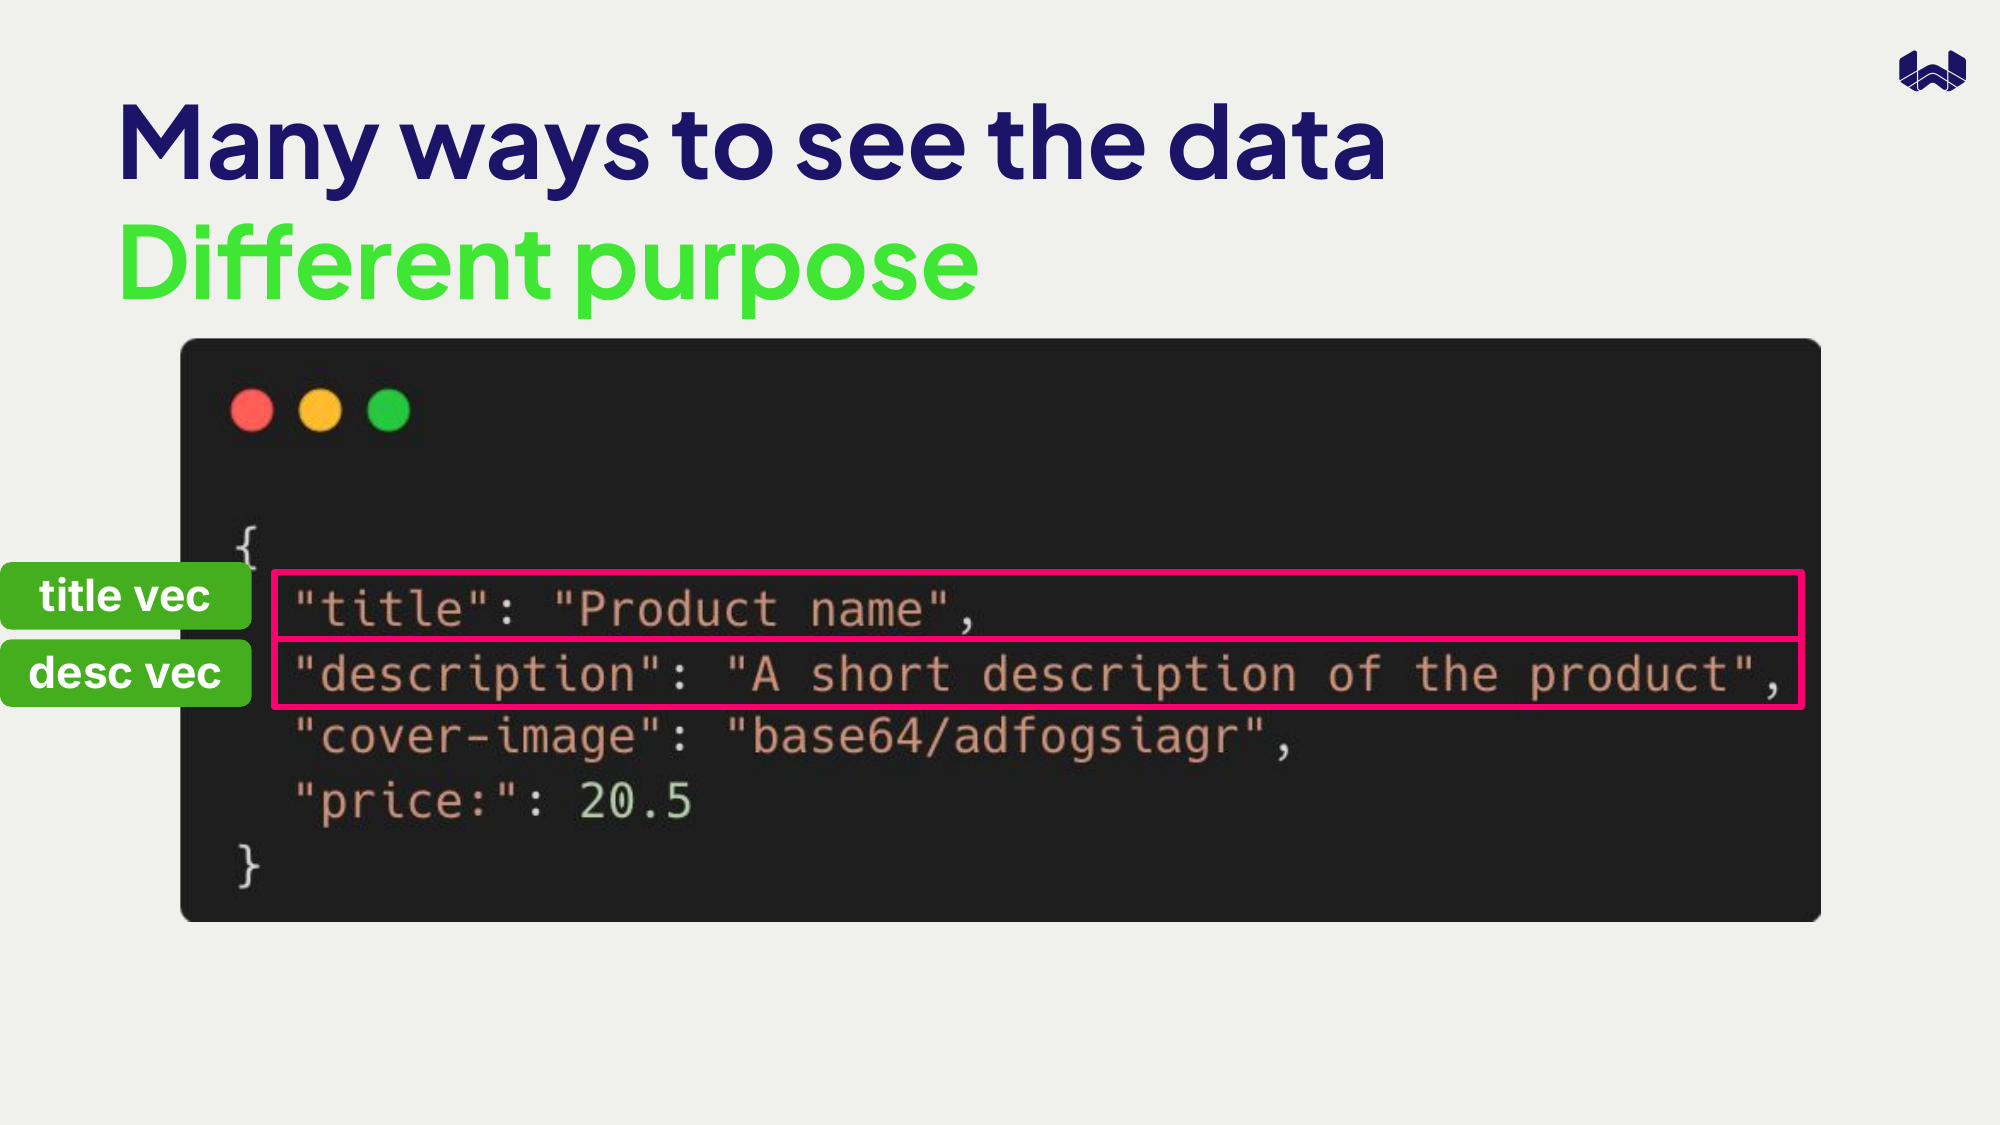 Many ways to see the data
Different purpose
{
title vec
"title": "Product name",
desc vec
"description": "A short description of the product",
"cover-image": "base64/adfogsiagr",
"price:": 20.5
}